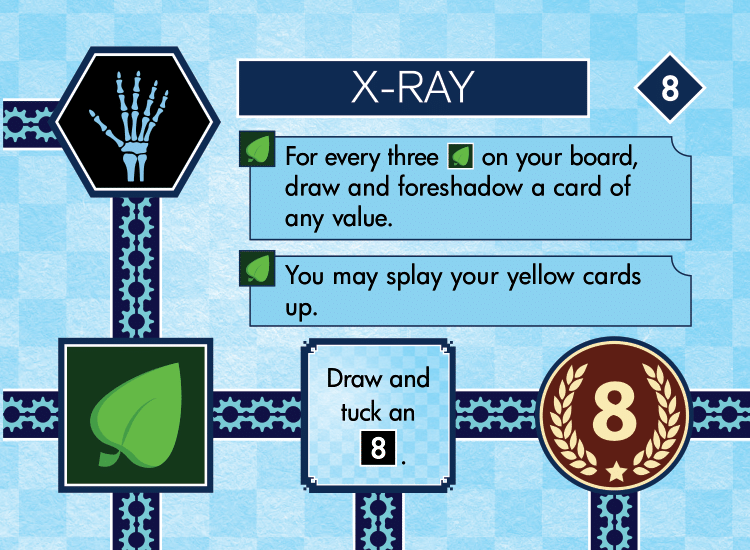 X-RAY
8
For every three on your board,
draw and foreshadow a card of
any value.
You may splay your yellow cards
up.
Draw and
tuck an
8.
8